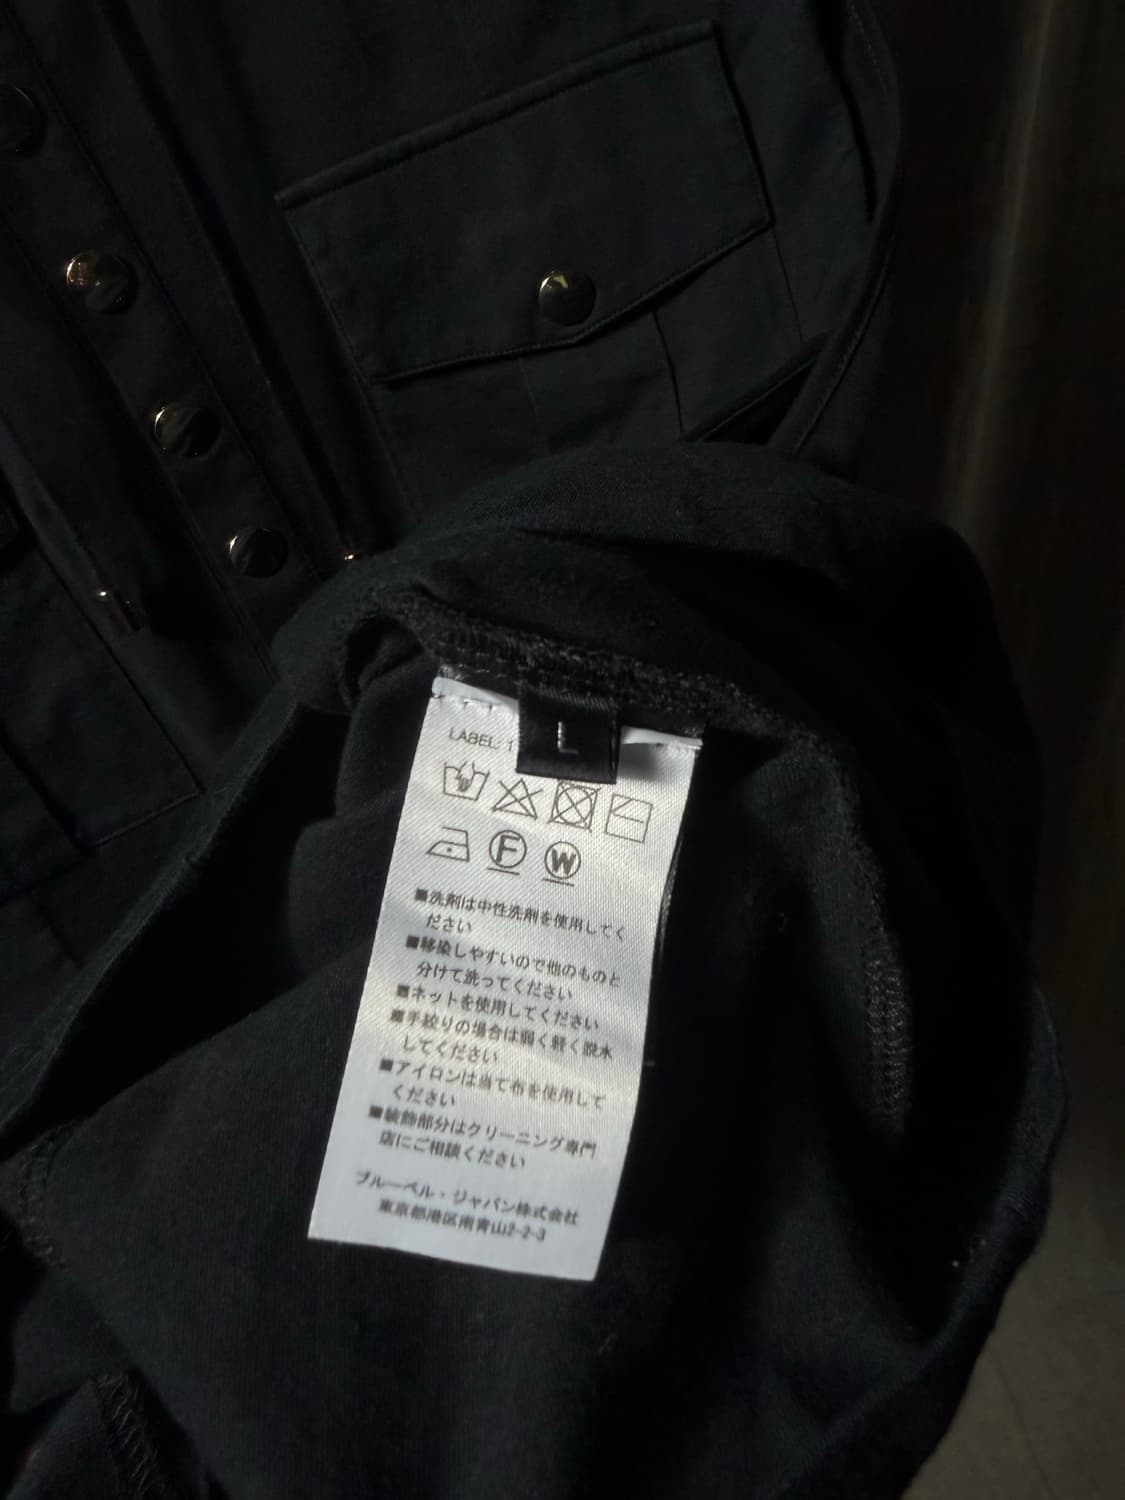 L
LABEL: 1
F W
■洗剤は中性洗剤を使用してく
ださい
■移染しやすいので他のものと
分けて洗ってください
■ネットを使用してください
■手絞りの場合は弱く軽く脱水
してください
■アイロンは当て布を使用して
ください
■装飾部分はクリーニング専門
店にご相談ください
ブルーベル・ジャパン株式会社
東京都港区南青山2-2-3